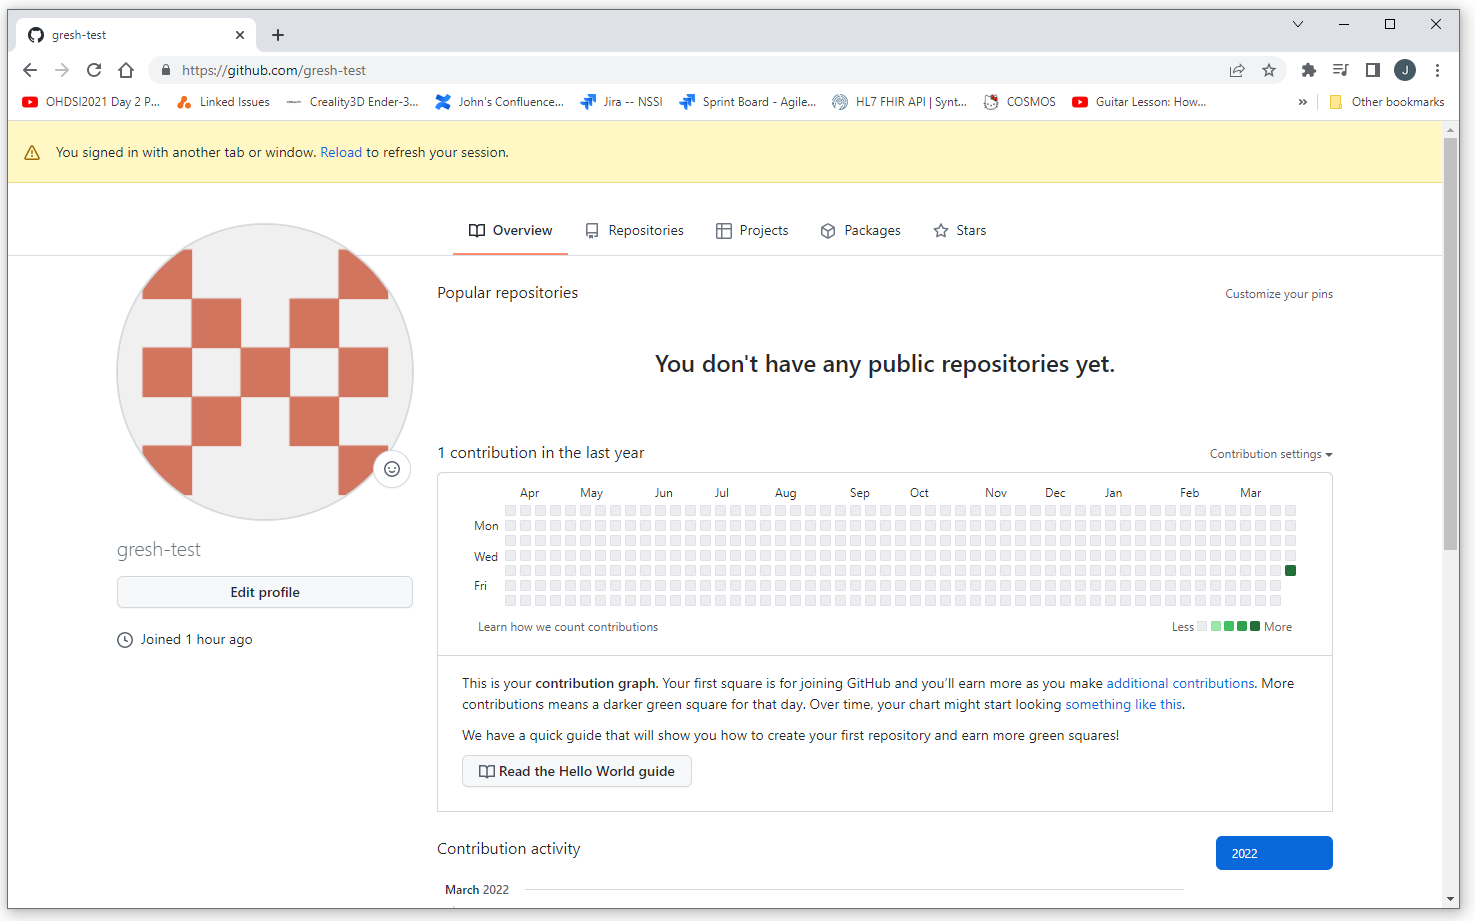 gresh-test
https://github.com/gresh-test
J
OHDSI2021 Day 2 P...
Linked Issues
Creality3D Ender-3...
John's Confluence...
Jira -- NSSI
Sprint Board - Agile...
HL7 FHIR API | Synt...
COSMOS
Guitar Lesson: How...
»
Other bookmarks
You signed in with another tab or window. Reload to refresh your session.
Overview
Repositories
Projects
Packages
Stars
Popular repositories
Customize your pins
You don't have any public repositories yet.
1 contribution in the last year
Contribution settings
Apr May Jun Jul Aug Sep Oct Nov Dec Jan Feb Mar
Mon
Wed
Fri
Learn how we count contributions
Less More
gresh-test
Edit profile
Joined 1 hour ago
This is your contribution graph. Your first square is for joining GitHub and you'll earn more as you make additional contributions. More
contributions means a darker green square for that day. Over time, your chart might start looking something like this.
We have a quick guide that will show you how to create your first repository and earn more green squares!
Read the Hello World guide
Contribution activity
2022
March 2022